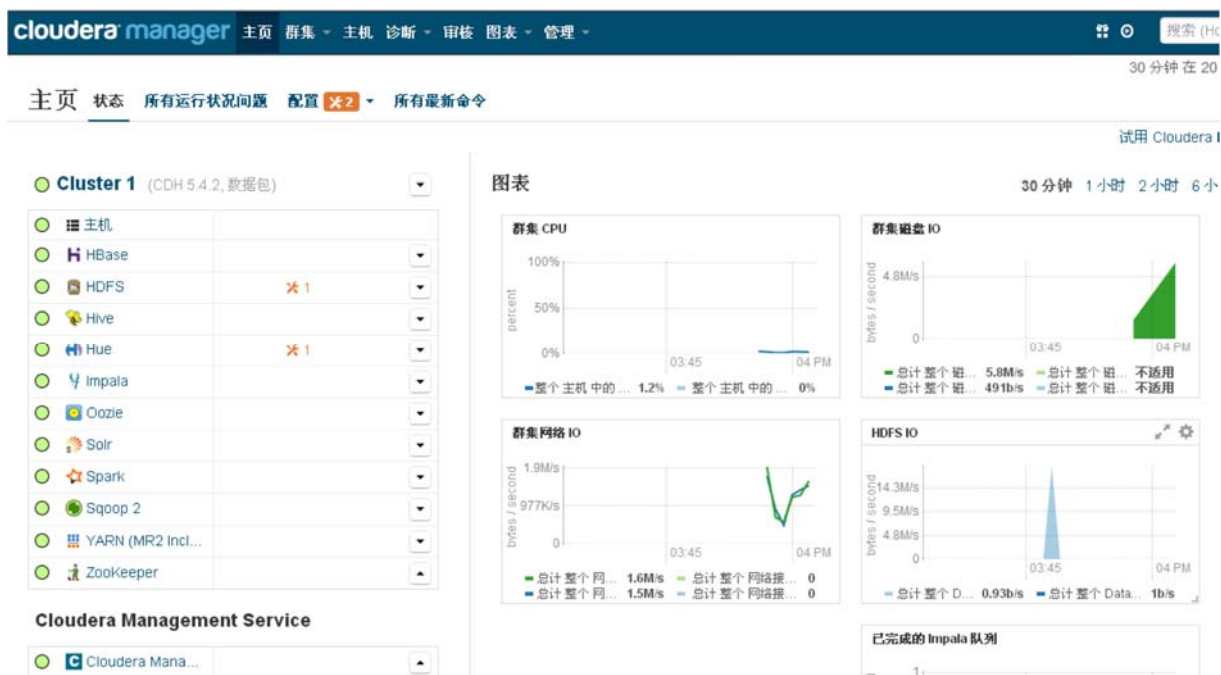 cloudera manager 主页 群集 主机 诊断 审核 图表 管理 搜索 (Ho
30 分钟 在 20
主页 状态 所有运行状况问题 配置 2 所有最新命令
试用 Cloudera
Cluster 1 (CDH 5.4.2, 数据包)
主机
HBase
HDFS 1
Hive
Hue 1
Impala
Oozie
Solr
Spark
Sqoop 2
YARN (MR2 Incl...
ZooKeeper
Cloudera Management Service
Cloudera Mana...
图表 30 分钟 1 小时 2 小时 6 小
群集 CPU
percent
100%
50%
0%
03:45 04 PM
整个 主机 中的 ... 1.2% 整个 主机 中的 ... 0%
群集磁盘 IO
bytes / second
4.8M/s
0
03:45 04 PM
总计 整个 磁... 5.8M/s 总计 整个 磁... 不适用
总计 整个 磁... 491b/s 总计 整个 磁... 不适用
群集网络 IO
bytes / second
1.9M/s
977K/s
0
03:45 04 PM
总计 整个 网... 1.6M/s 总计 整个 网络接... 0
总计 整个 网... 1.5M/s 总计 整个 网络接... 0
HDFS IO
bytes / second
14.3M/s
9.5M/s
4.8M/s
0
03:45 04 PM
总计 整个 D... 0.93b/s 总计 整个 Data... 1b/s
已完成的 Impala 队列
1